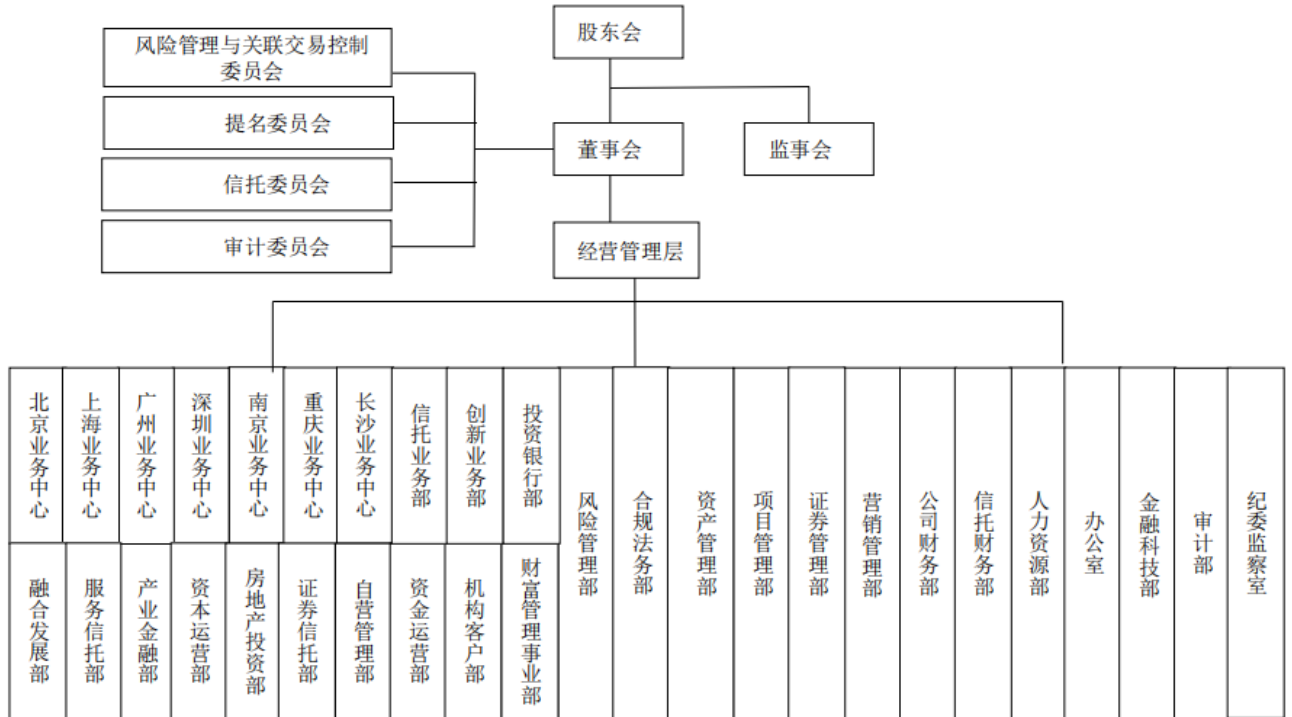 股东会
风险管理与关联交易控制
委员会
提名委员会
董事会
监事会
信托委员会
审计委员会
经营管理层
北京业务中心
上海业务中心
广州业务中心
深圳业务中心
南京业务中心
重庆业务中心
长沙业务中心
信托业务部
创新业务部
投资银行部
风险管理部
合规法务部
资产管理部
项目管理部
证券管理部
营销管理部
公司财务部
信托财务部
人力资源部
办公室
金融科技部
审计部
纪委监察室
融合发展部
服务信托部
产业金融部
资本运营部
房地产投资部
证券信托部
自营管理部
资金运营部
机构客户部
财富管理事业部